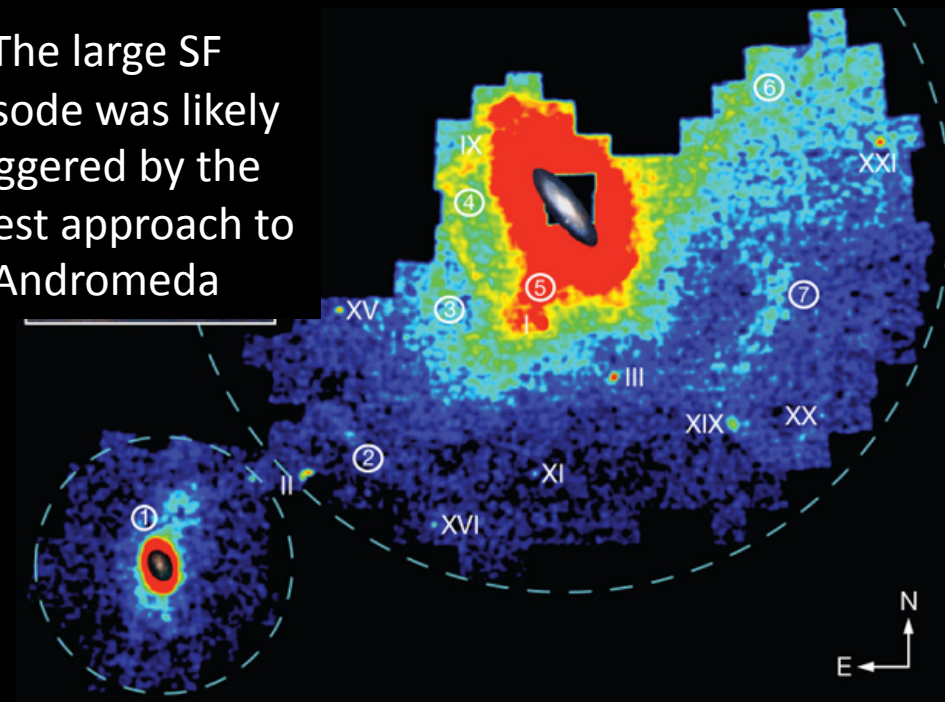 The large SF
sode was likely
ggered by the
est approach to
Andromeda
6
IX
XXI
4
5
7
XV
3
I
III
XIX
XX
2
II
XI
1
XVI
N
E